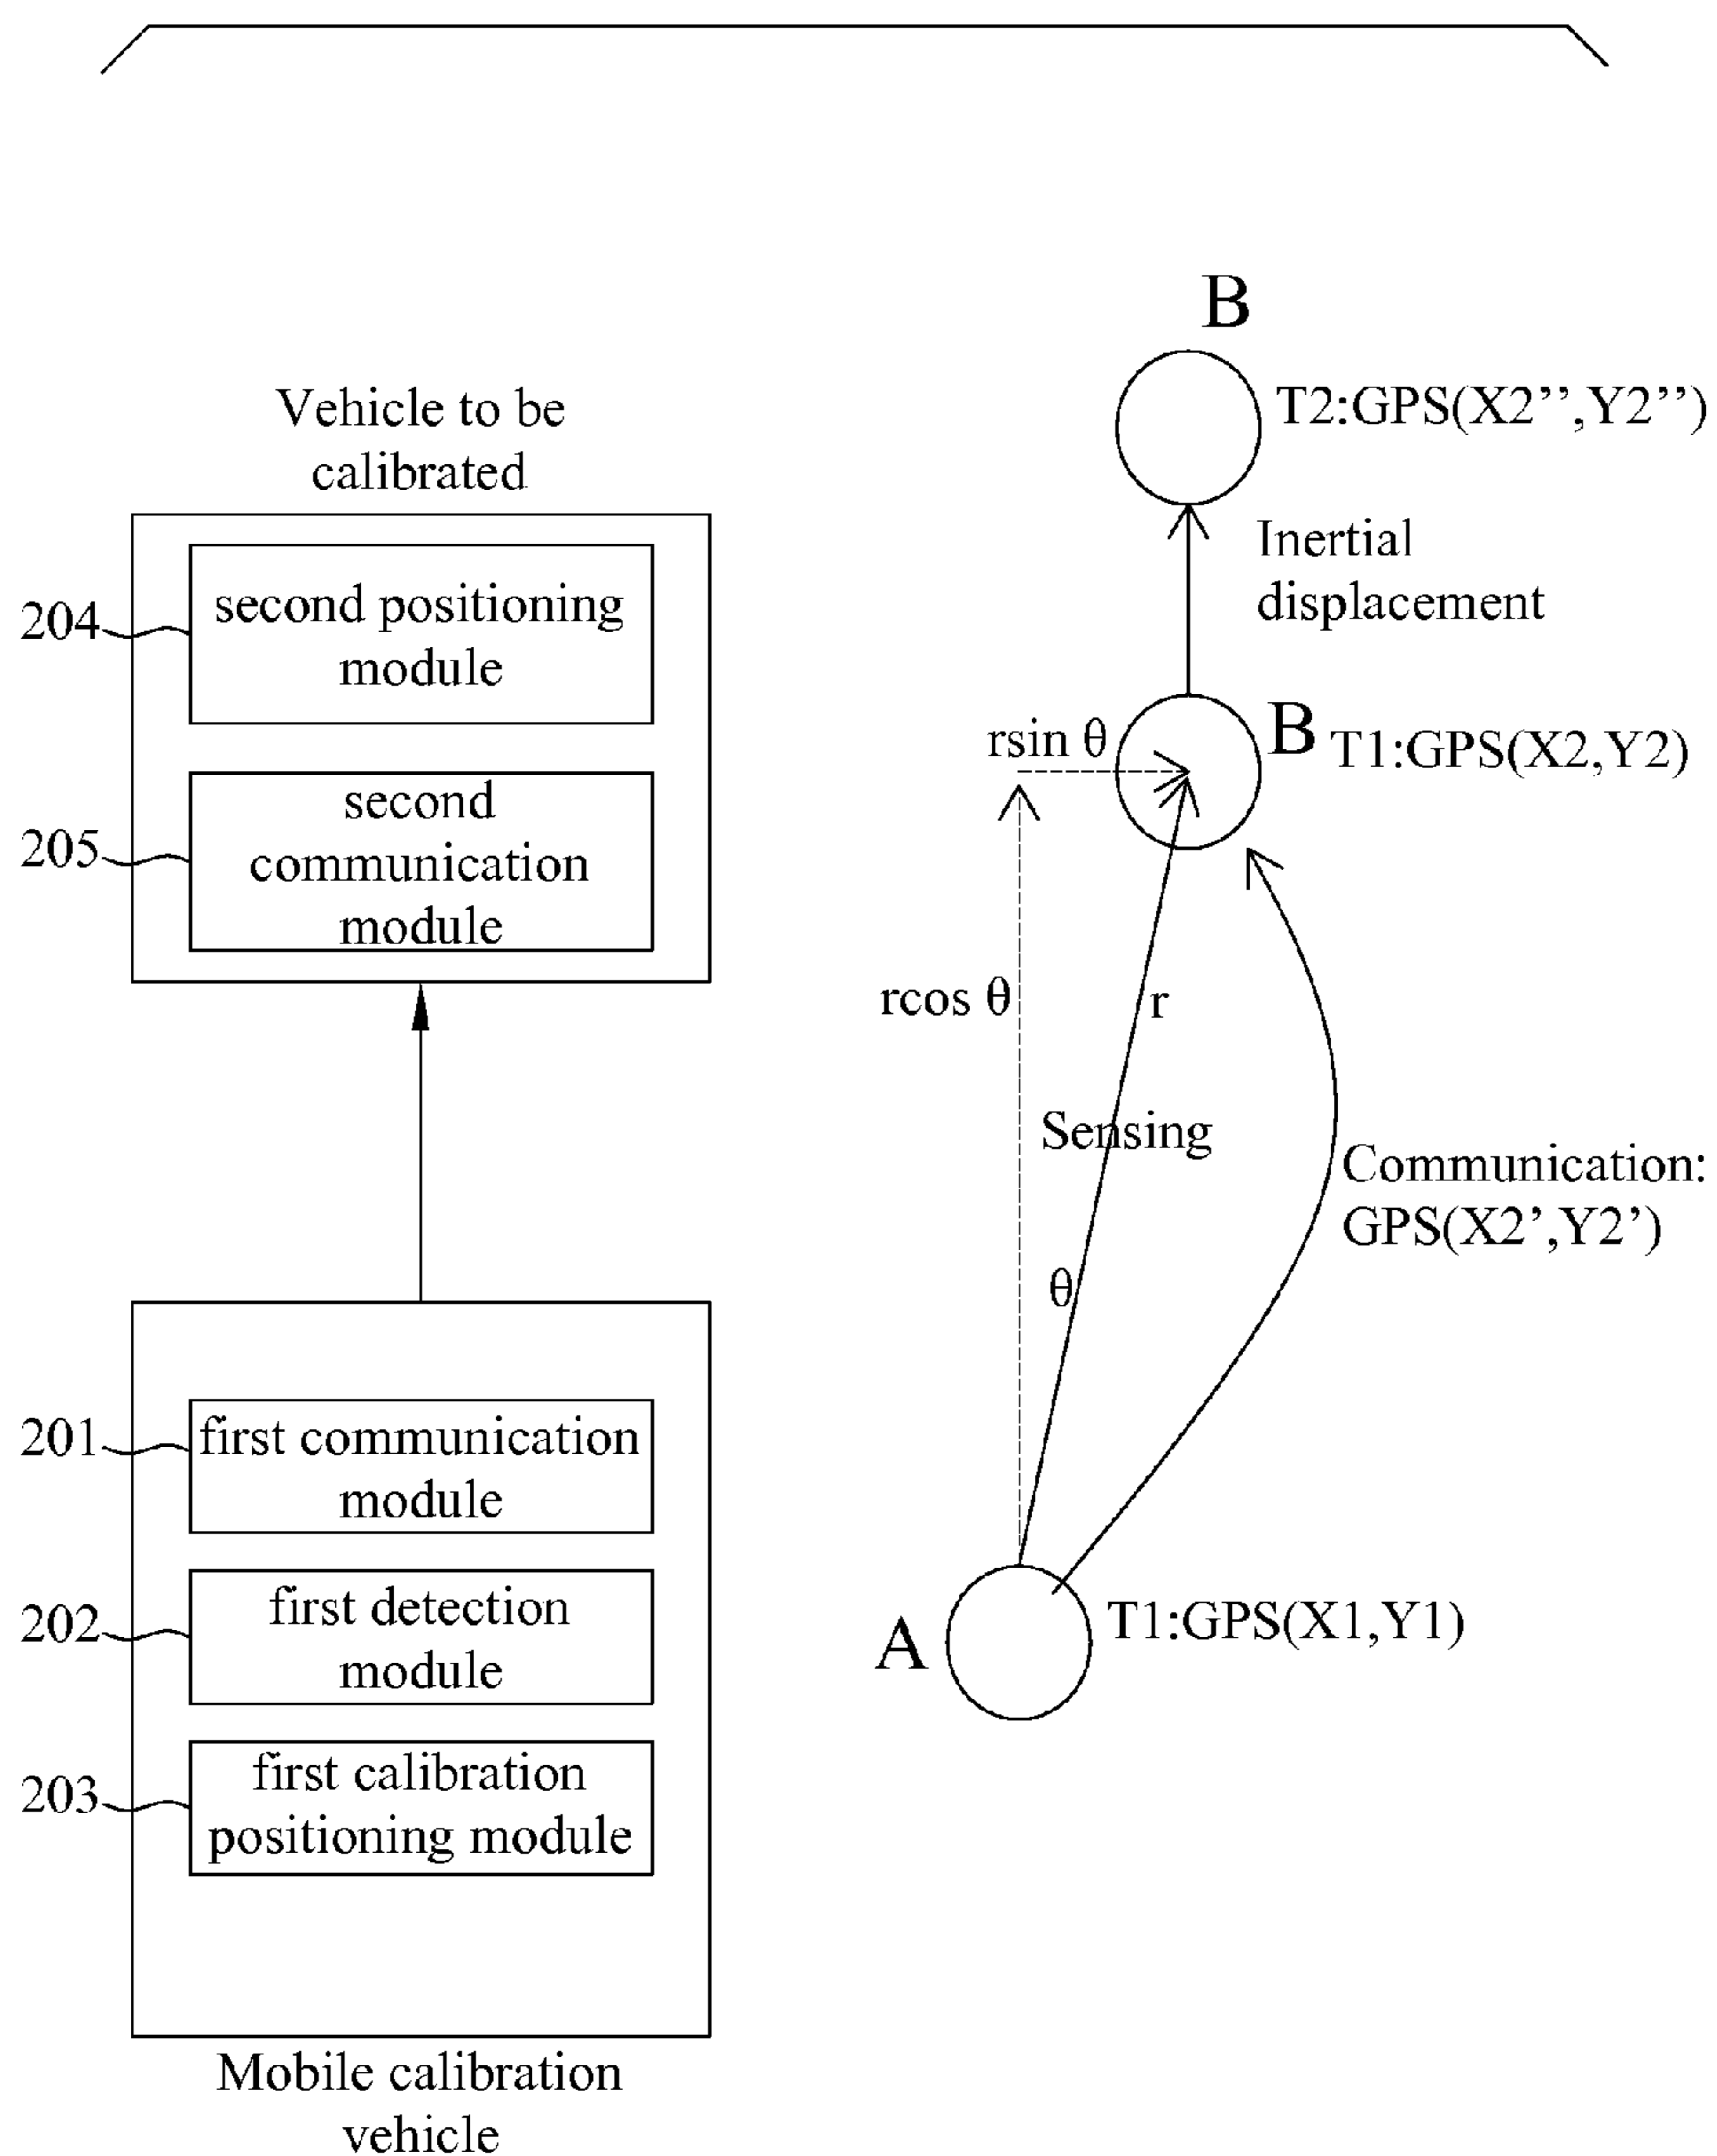 Vehicle to be
calibrated
204
second positioning
module
205
second
communication
module
201
first communication
module
202
first detection
module
203
first calibration
positioning module
Mobile calibration
vehicle
B
T2:GPS(X2’’,Y2’’)
Inertial
displacement
rsin θ
B
T1:GPS(X2,Y2)
rcos θ
r
Sensing
Communication:
GPS(X2’,Y2’)
θ
A
T1:GPS(X1,Y1)